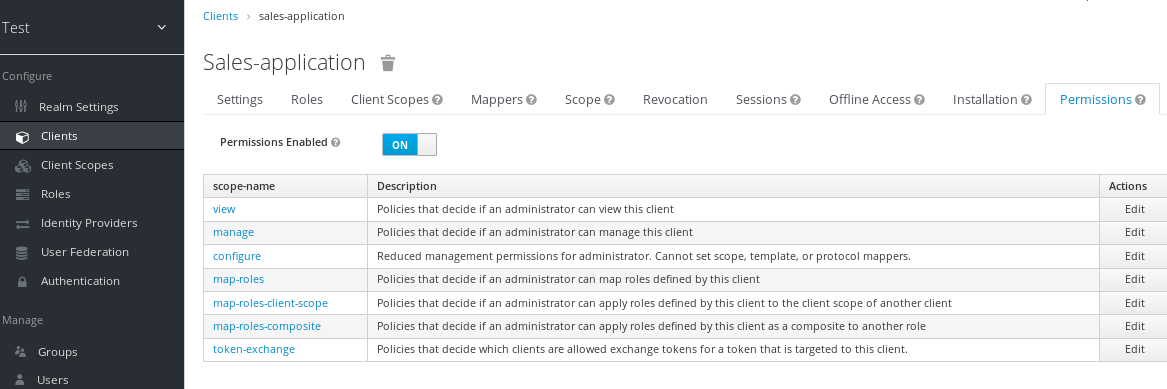 Test
Configure
Realm Settings
Clients
Client Scopes
Roles
Identity Providers
User Federation
Authentication
Manage
Groups
Users
Clients › sales-application
Sales-application
Settings Roles Client Scopes Mappers Scope Revocation Sessions Offline Access Installation Permissions
Permissions Enabled ON
scope-name Description Actions
view Policies that decide if an administrator can view this client Edit
manage Policies that decide if an administrator can manage this client Edit
configure Reduced management permissions for administrator. Cannot set scope, template, or protocol mappers. Edit
map-roles Policies that decide if an administrator can map roles defined by this client Edit
map-roles-client-scope Policies that decide if an administrator can apply roles defined by this client to the client scope of another client Edit
map-roles-composite Policies that decide if an administrator can apply roles defined by this client as a composite to another role Edit
token-exchange Policies that decide which clients are allowed exchange tokens for a token that is targeted to this client. Edit